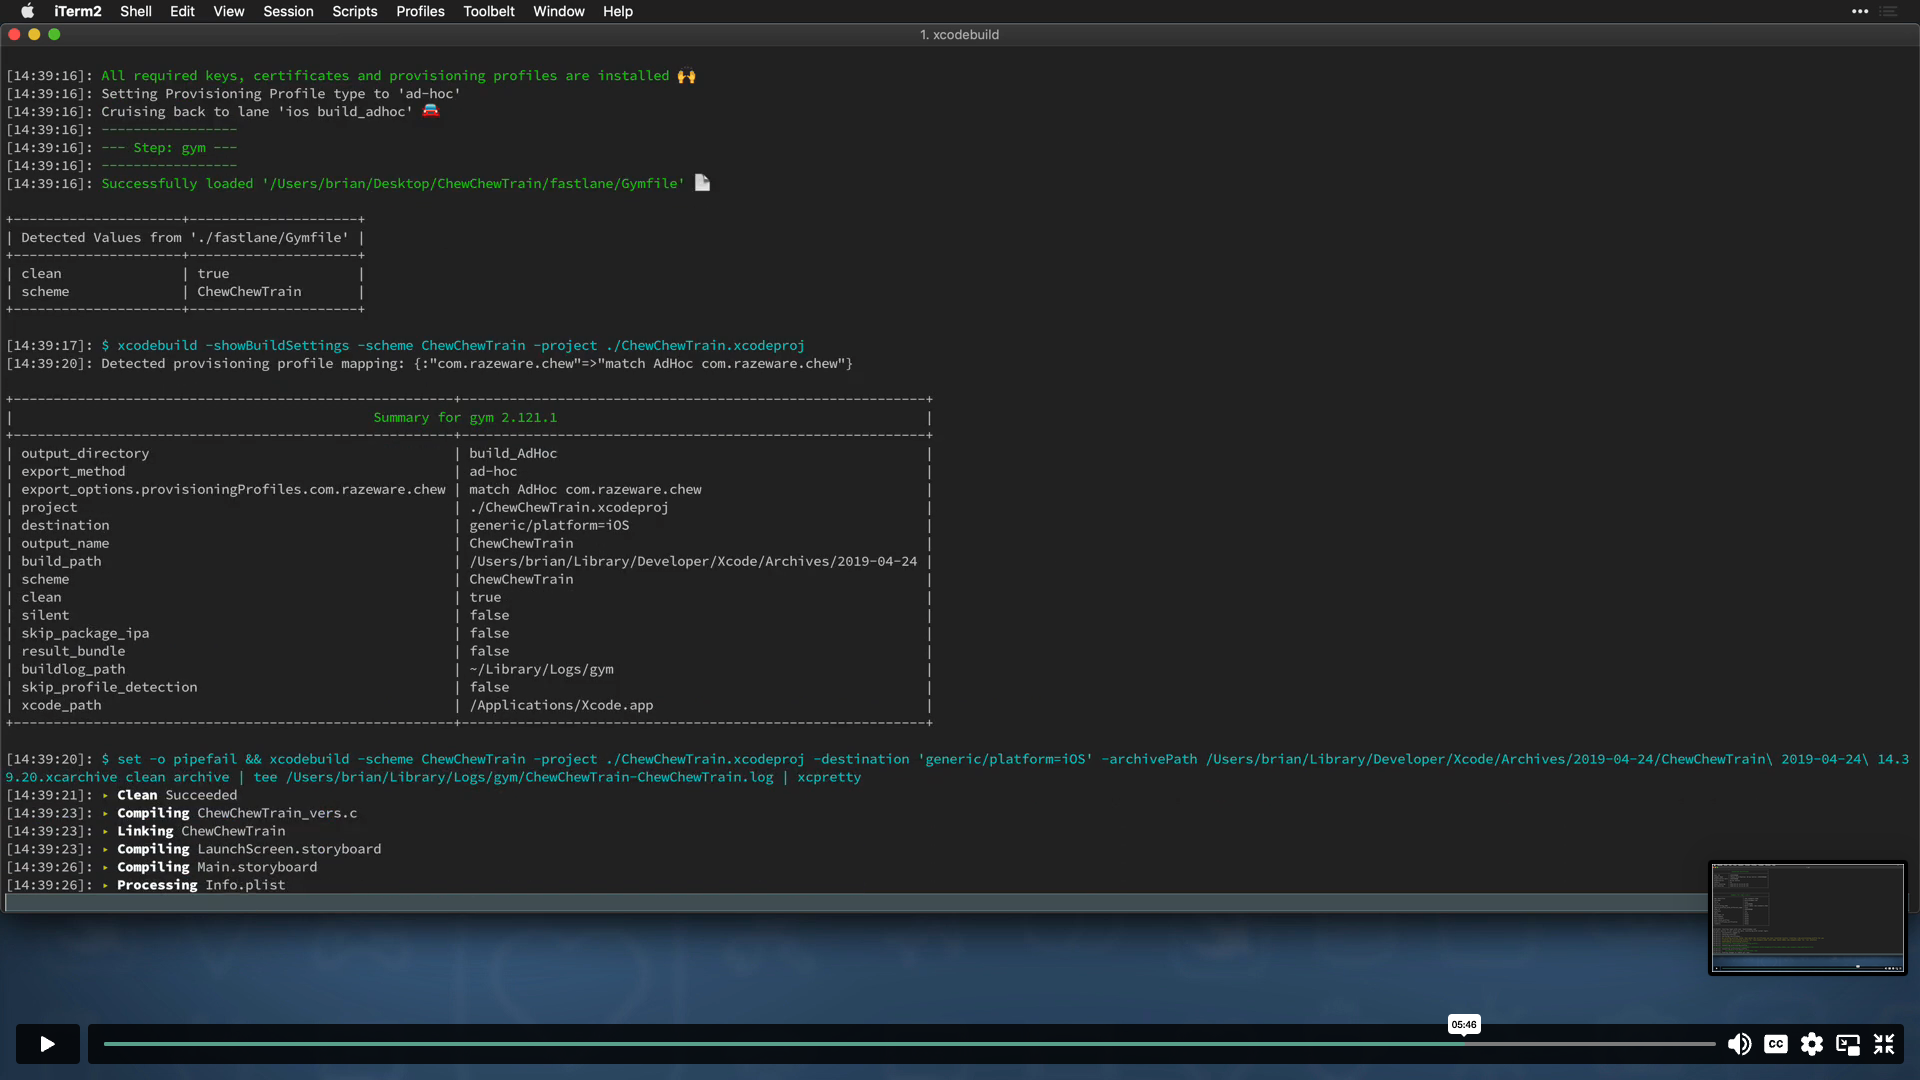 iTerm2 Shell Edit View Session Scripts Profiles Toolbelt Window Help
1. xcodebuild
[14:39:16]: All required keys, certificates and provisioning profiles are installed 🙌
[14:39:16]: Setting Provisioning Profile type to 'ad-hoc'
[14:39:16]: Cruising back to lane 'ios build_adhoc' 🚘
[14:39:16]: -----------------
[14:39:16]: --- Step: gym ---
[14:39:16]: -----------------
[14:39:16]: Successfully loaded '/Users/brian/Desktop/ChewChewTrain/fastlane/Gymfile' 📄
+---------------------+---------------------+
| Detected Values from './fastlane/Gymfile' |
+---------------------+---------------------+
| clean | true |
| scheme | ChewChewTrain |
+---------------------+---------------------+
[14:39:17]: $ xcodebuild -showBuildSettings -scheme ChewChewTrain -project ./ChewChewTrain.xcodeproj
[14:39:20]: Detected provisioning profile mapping: {:"com.razeware.chew"=>"match AdHoc com.razeware.chew"}
+-------------------------------------------------------+----------------------------------------------------------+
| Summary for gym 2.121.1 |
+-------------------------------------------------------+----------------------------------------------------------+
| output_directory | build_AdHoc |
| export_method | ad-hoc |
| export_options.provisioningProfiles.com.razeware.chew | match AdHoc com.razeware.chew |
| project | ./ChewChewTrain.xcodeproj |
| destination | generic/platform=iOS |
| output_name | ChewChewTrain |
| build_path | /Users/brian/Library/Developer/Xcode/Archives/2019-04-24 |
| scheme | ChewChewTrain |
| clean | true |
| silent | false |
| skip_package_ipa | false |
| result_bundle | false |
| buildlog_path | ~/Library/Logs/gym |
| skip_profile_detection | false |
| xcode_path | /Applications/Xcode.app |
+-------------------------------------------------------+----------------------------------------------------------+
[14:39:20]: $ set -o pipefail && xcodebuild -scheme ChewChewTrain -project ./ChewChewTrain.xcodeproj -destination 'generic/platform=iOS' -archivePath /Users/brian/Library/Developer/Xcode/Archives/2019-04-24/ChewChewTrain\ 2019-04-24\ 14.3
9.20.xcarchive clean archive | tee /Users/brian/Library/Logs/gym/ChewChewTrain-ChewChewTrain.log | xcpretty
[14:39:21]: ▸ Clean Succeeded
[14:39:23]: ▸ Compiling ChewChewTrain_vers.c
[14:39:23]: ▸ Linking ChewChewTrain
[14:39:23]: ▸ Compiling LaunchScreen.storyboard
[14:39:26]: ▸ Compiling Main.storyboard
[14:39:26]: ▸ Processing Info.plist
05:46
CC